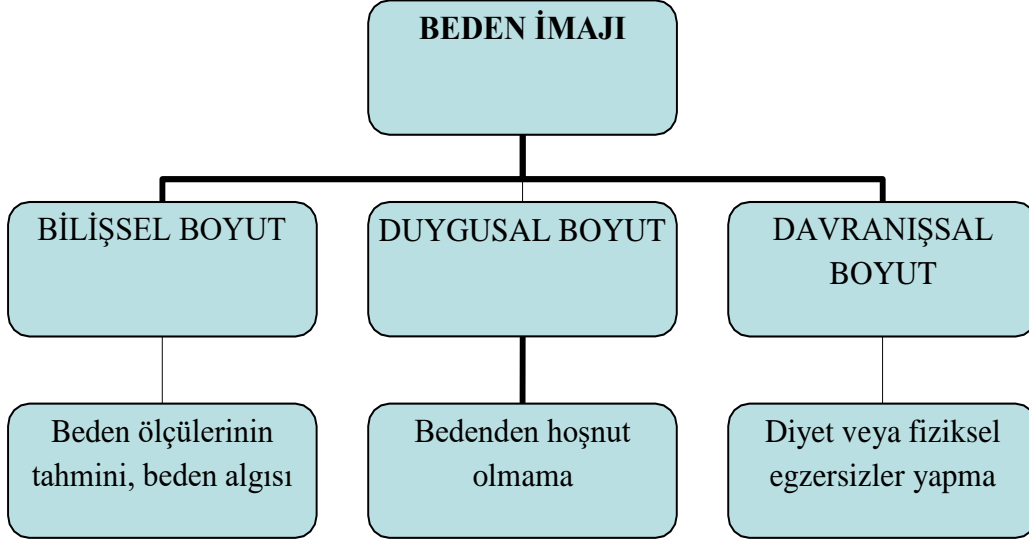 BEDEN İMAJI
BİLİŞSEL BOYUT
DUYGUSAL BOYUT
DAVRANIŞSAL
BOYUT
Beden ölçülerinin
tahmini, beden algısı
Bedenden hoşnut
olmama
Diyet veya fiziksel
egzersizler yapma